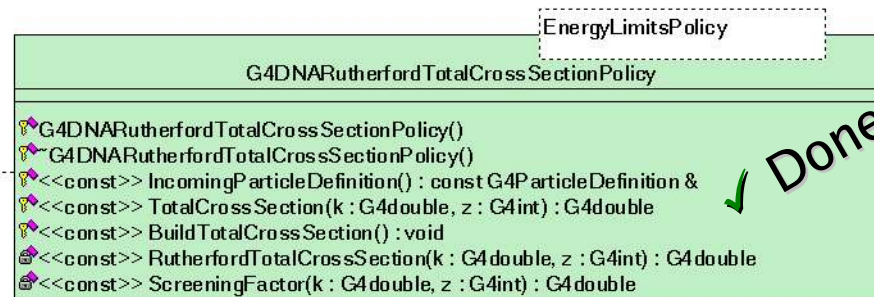 EnergyLimitsPolicy
G4DNARutherfordTotalCrossSectionPolicy
G4DNARutherfordTotalCrossSectionPolicy()
~G4DNARutherfordTotalCrossSectionPolicy()
<<const>> IncomingParticleDefinition() : const G4ParticleDefinition &
<<const>> TotalCrossSection(k : G4double, z : G4int) : G4double
<<const>> BuildTotalCrossSection() : void
<<const>> RutherfordTotalCrossSection(k : G4double, z : G4int) : G4double
<<const>> ScreeningFactor(k : G4double, z : G4int) : G4double
✓ Done